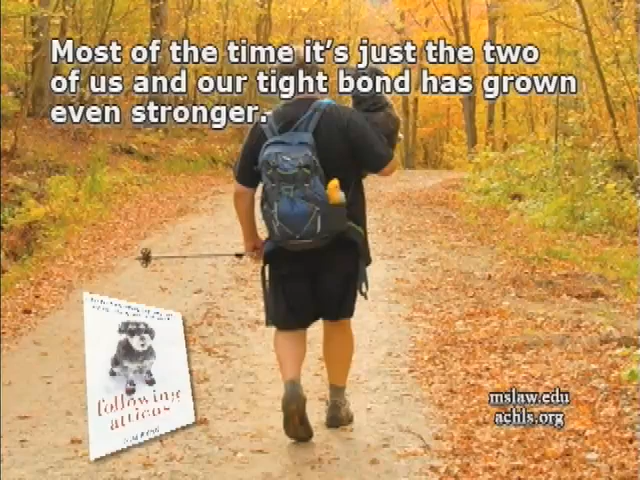 Most of the time it's just the two
of us and our tight bond has grown
even stronger.
following
atticus
mslaw.edu
achls.org